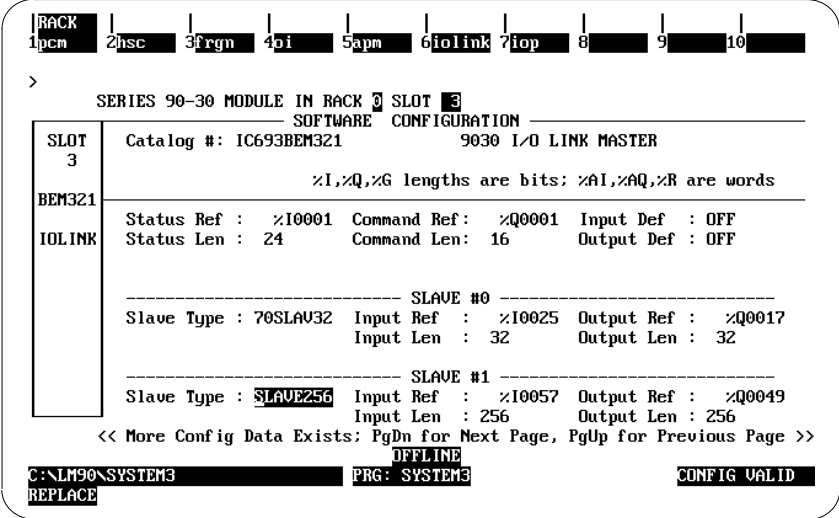 RACK
1pcm 2hsc 3frgn 4oi 5apm 6iolink 7iop 8 9 10
>
SERIES 90-30 MODULE IN RACK 0 SLOT 3
SOFTWARE CONFIGURATION
SLOT Catalog #: IC693BEM321 9030 I/O LINK MASTER
3
%I,%Q,%G lengths are bits; %AI,%AQ,%R are words
BEM321
Status Ref : %I0001 Command Ref: %Q0001 Input Def : OFF
IOLINK Status Len : 24 Command Len: 16 Output Def : OFF
---------------------------- SLAVE #0 ----------------------------
Slave Type : 70SLAV32 Input Ref : %I0025 Output Ref : %Q0017
Input Len : 32 Output Len : 32
---------------------------- SLAVE #1 ----------------------------
Slave Type : SLAVE256 Input Ref : %I0057 Output Ref : %Q0049
Input Len : 256 Output Len : 256
<< More Config Data Exists; PgDn for Next Page, PgUp for Previous Page >>
OFFLINE
C:\LM90\SYSTEM3 PRG: SYSTEM3 CONFIG VALID
REPLACE